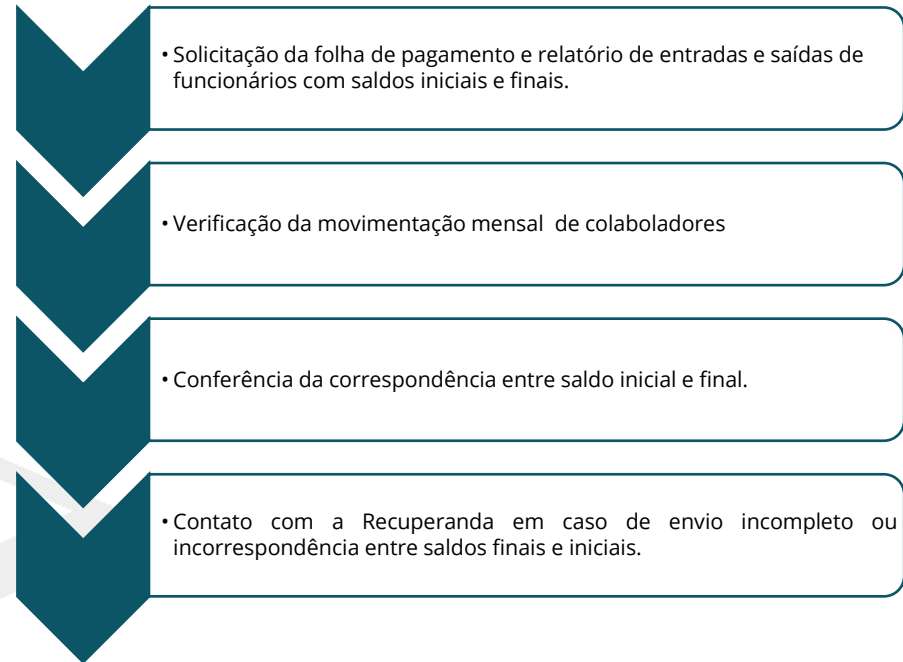 • Solicitação da folha de pagamento e relatório de entradas e saídas de
funcionários com saldos iniciais e finais.
• Verificação da movimentação mensal de colaboladores
• Conferência da correspondência entre saldo inicial e final.
• Contato com a Recuperanda em caso de envio incompleto ou
incorrespondência entre saldos finais e iniciais.